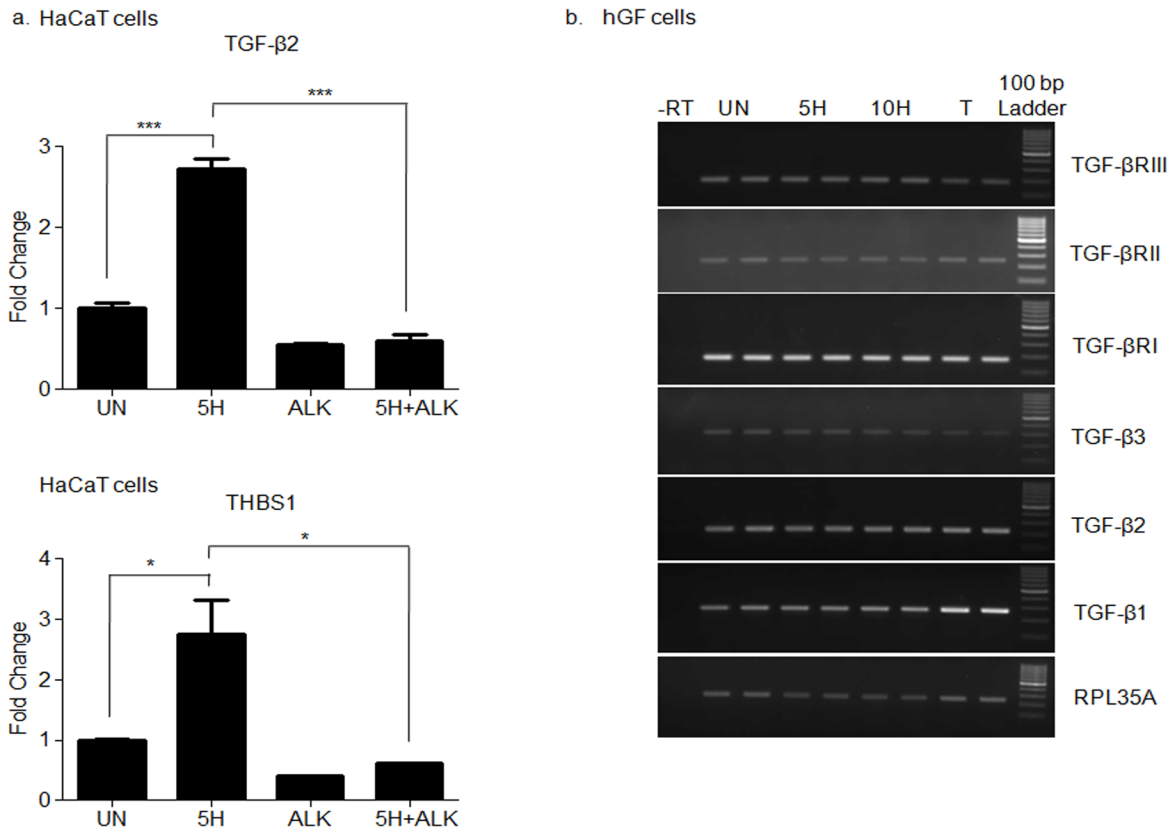 a. HaCaT cells
TGF-β2
***
***
3
2
1
0
Fold Change
UN 5H ALK 5H+ALK
HaCaT cells
THBS1
*
*
4
3
2
1
0
Fold Change
UN 5H ALK 5H+ALK
b. hGF cells
100 bp
-RT UN 5H 10H T Ladder
TGF-βRIII
TGF-βRII
TGF-βRI
TGF-β3
TGF-β2
TGF-β1
RPL35A